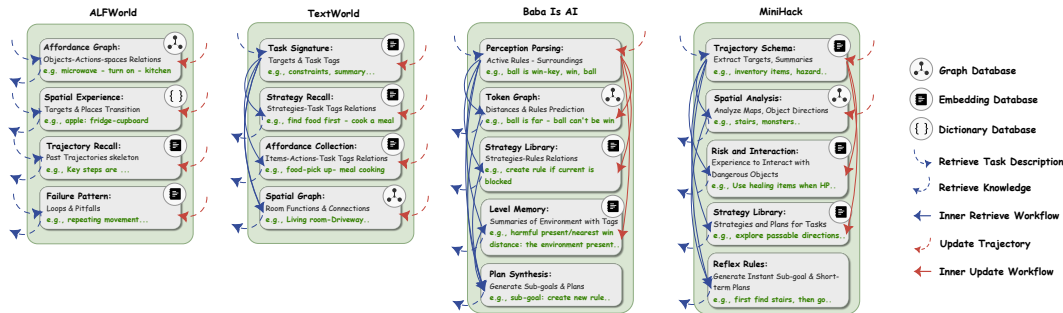 ALFWorld
Affordance Graph:
Objects-Actions-spaces Relations
e.g. microwave - turn on - kitchen
Spatial Experience:
Targets & Places Transition
e.g., apple: fridge-cupboard
Trajectory Recall:
Past Trajectories skeleton
e.g., Key steps are ...
Failure Pattern:
Loops & Pitfalls
e.g., repeating movement...
TextWorld
Task Signature:
Targets & Task Tags
e.g., constraints, summary...
Strategy Recall:
Strategies-Task Tags Relations
e.g., find food first - cook a meal
Affordance Collection:
Items-Actions-Task Tags Relations
e.g., food-pick up- meal cooking
Spatial Graph:
Room Functions & Connections
e.g., Living room-Driveway..
Baba Is AI
Perception Parsing:
Active Rules - Surroundings
e.g., ball is win-key, win, ball
Token Graph:
Distances & Rules Prediction
e.g., ball is far - ball can't be win
Strategy Library:
Strategies-Rules Relations
e.g., create rule if current is
blocked
Level Memory:
Summaries of Environment with Tags
e.g., harmful present/nearest win
distance: the environment present..
Plan Synthesis:
Generate Sub-goals & Plans
e.g., sub-goal: create new rule..
MiniHack
Trajectory Schema:
Extract Targets, Summaries
e.g., inventory items, hazard..
Spatial Analysis:
Analyze Maps, Object Directions
e.g., stairs, monsters..
Risk and Interaction:
Experience to Interact with
Dangerous Objects
e.g., Use healing items when HP..
Strategy Library:
Strategies and Plans for Tasks
e.g., explore passable directions..
Reflex Rules:
Generate Instant Sub-goal & Short-
term Plans
e.g., first find stairs, then go..
Graph Database
Embedding Database
{ } Dictionary Database
Retrieve Task Description
Retrieve Knowledge
Inner Retrieve Workflow
Update Trajectory
Inner Update Workflow